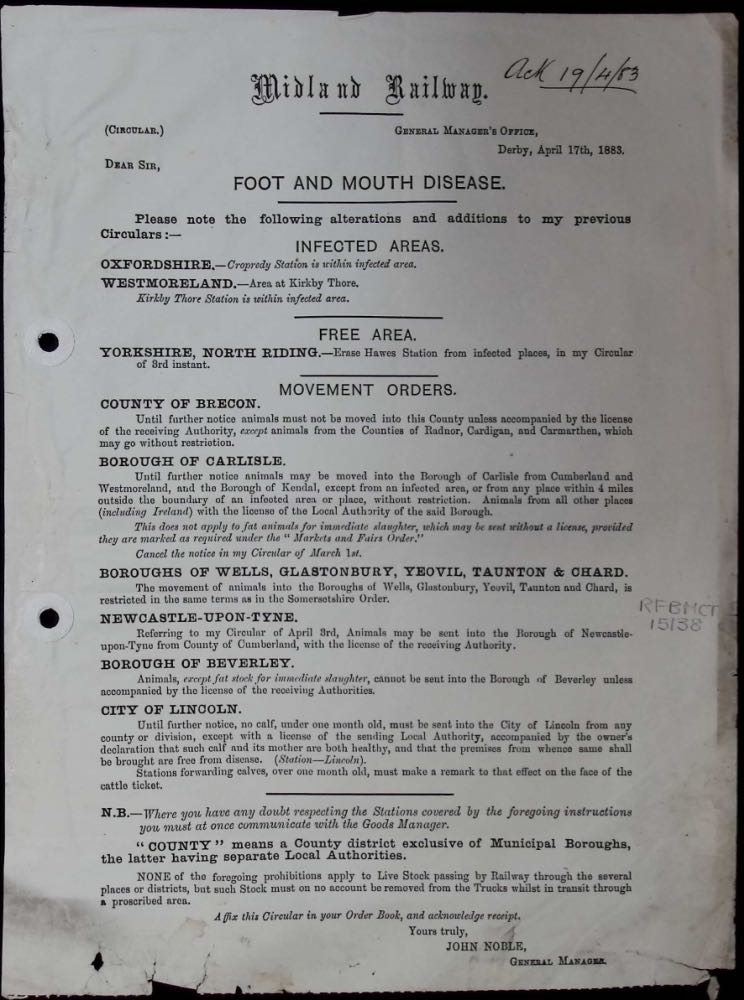 Ack 19/4/83
Midland Railway.
(Circular.)
General Manager's Office,
Derby, April 17th, 1883.
Dear Sir,
FOOT AND MOUTH DISEASE.
Please note the following alterations and additions to my previous
Circulars:—
INFECTED AREAS.
OXFORDSHIRE.—Cropredy Station is within infected area.
WESTMORELAND.—Area at Kirkby Thore.
Kirkby Thore Station is within infected area.
FREE AREA.
YORKSHIRE, NORTH RIDING.—Erase Hawes Station from infected places, in my Circular
of 3rd instant.
MOVEMENT ORDERS.
COUNTY OF BRECON.
Until further notice animals must not be moved into this County unless accompanied by the license
of the receiving Authority, except animals from the Counties of Radnor, Cardigan, and Carmarthen, which
may go without restriction.
BOROUGH OF CARLISLE.
Until further notice animals may be moved into the Borough of Carlisle from Cumberland and
Westmoreland, and the Borough of Kendal, except from an infected area, or from any place within 4 miles
outside the boundary of an infected area or place, without restriction. Animals from all other places
(including Ireland) with the license of the Local Authority of the said Borough.
This does not apply to fat animals for immediate slaughter, which may be sent without a license, provided
they are marked as required under the "Markets and Fairs Order."
Cancel the notice in my Circular of March 1st.
BOROUGHS OF WELLS, GLASTONBURY, YEOVIL, TAUNTON & CHARD.
The movement of animals into the Boroughs of Wells, Glastonbury, Yeovil, Taunton and Chard, is
restricted in the same terms as in the Somersetshire Order.
NEWCASTLE-UPON-TYNE.
Referring to my Circular of April 3rd, Animals may be sent into the Borough of Newcastle-
upon-Tyne from County of Cumberland, with the license of the receiving Authority.
RFBMCT
15138
BOROUGH OF BEVERLEY.
Animals, except fat stock for immediate slaughter, cannot be sent into the Borough of Beverley unless
accompanied by the license of the receiving Authorities.
CITY OF LINCOLN.
Until further notice, no calf, under one month old, must be sent into the City of Lincoln from any
county or division, except with a license of the sending Local Authority, accompanied by the owner's
declaration that such calf and its mother are both healthy, and that the premises from whence same shall
be brought are free from disease. (Station—Lincoln).
Stations forwarding calves, over one month old, must make a remark to that effect on the face of the
cattle ticket.
N.B.—Where you have any doubt respecting the Stations covered by the foregoing instructions
you must at once communicate with the Goods Manager.
"COUNTY" means a County district exclusive of Municipal Boroughs,
the latter having separate Local Authorities.
NONE of the foregoing prohibitions apply to Live Stock passing by Railway through the several
places or districts, but such Stock must on no account be removed from the Trucks whilst in transit through
a proscribed area.
Affix this Circular in your Order Book, and acknowledge receipt.
Yours truly,
JOHN NOBLE,
General Manager.